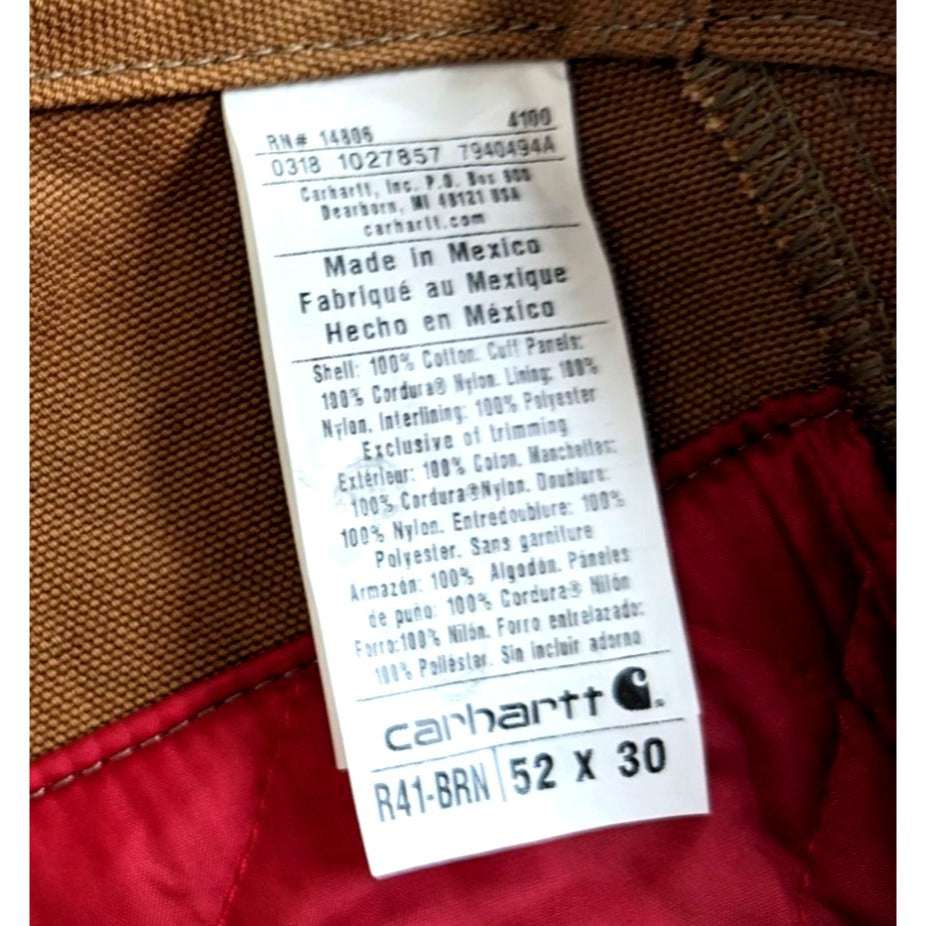 RN# 14806 4100
0318 1027857 7940494A
Carhartt, Inc. P.O. Box 600
Dearborn, MI 48121 USA
carhartt.com
Made in Mexico
Fabriqué au Mexique
Hecho en México
Shell: 100% Cotton. Cuff Panels:
100% Cordura® Nylon. Lining: 100%
Nylon. Interlining: 100% Polyester
Exclusive of trimming
Extérieur: 100% Coton. Manchettes:
100% Cordura®Nylon. Doublure:
100% Nylon. Entredoublure: 100%
Polyester. Sans garniture
Armazón: 100% Algodón. Páneles
de puño: 100% Cordura® Nilón
Forro:100% Nilón. Forro entrelazado:
100% Poliéster. Sin incluir adorno
carhartt
R41-BRN 52 X 30